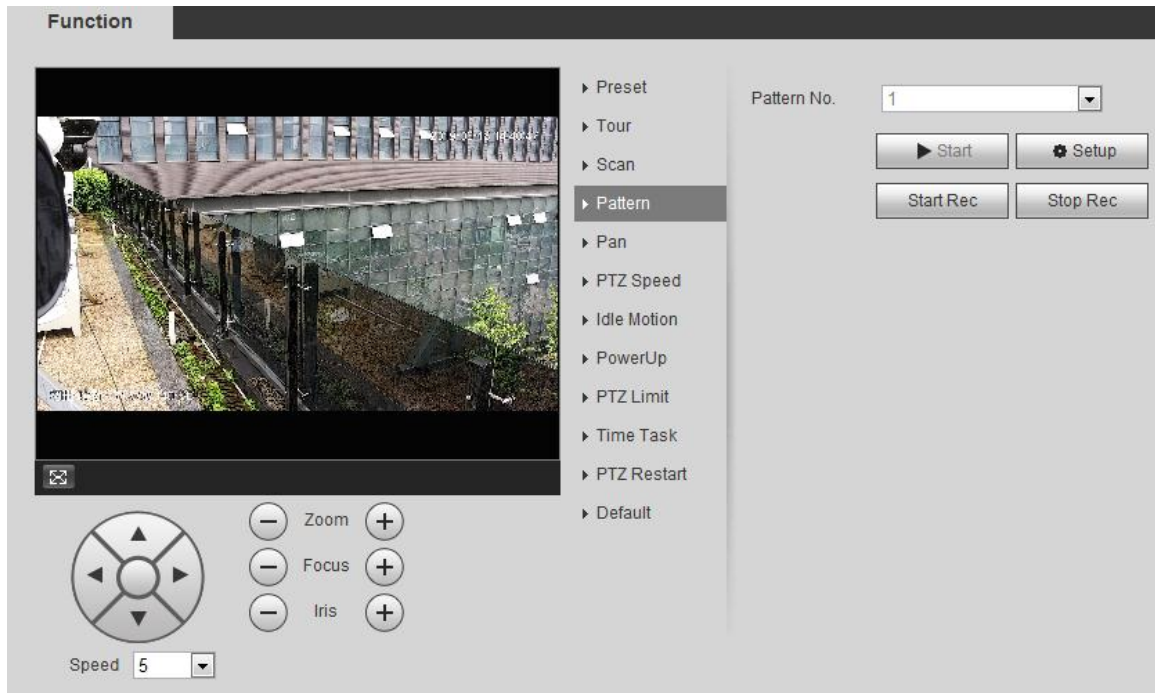 Function
Preset
Tour
Scan
Pattern
Pan
PTZ Speed
Idle Motion
PowerUp
PTZ Limit
Time Task
PTZ Restart
Default
Pattern No. 1
Start Setup
Start Rec Stop Rec
Zoom
Focus
Iris
Speed 5